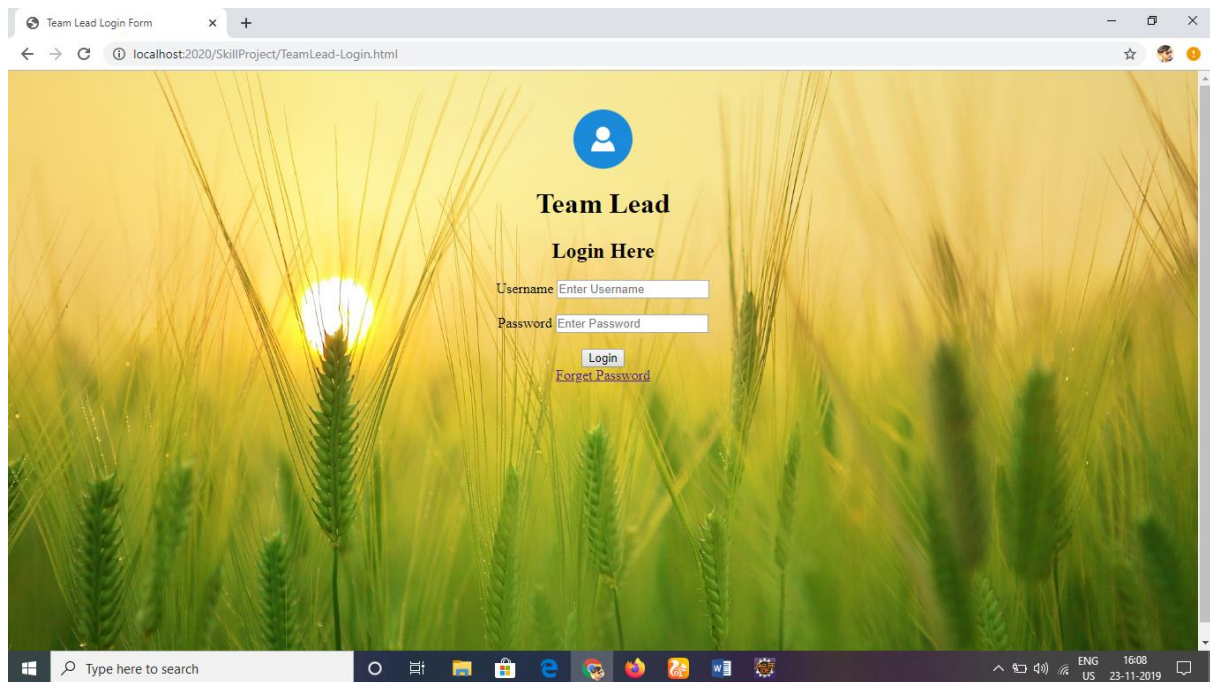 Team Lead Login Form
localhost:2020/SkillProject/TeamLead-Login.html
Team Lead
Login Here
Username Enter Username
Password Enter Password
Login
Forget Password
Type here to search
ENG 16:08
US 23-11-2019